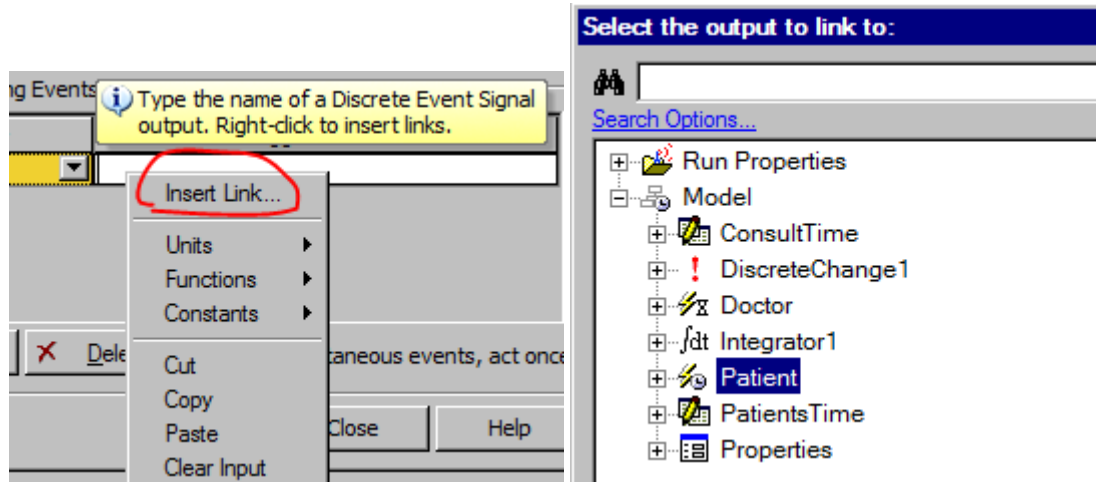 Select the output to link to:
Search Options...
Run Properties
Model
ConsultTime
DiscreteChange1
Doctor
∫dt Integrator1
Patient
PatientsTime
Properties
ng Events
Type the name of a Discrete Event Signal
output. Right-click to insert links.
Insert Link...
Units
Functions
Constants
Cut
Copy
Paste
Clear Input
Dele
taneous events, act once
Close
Help